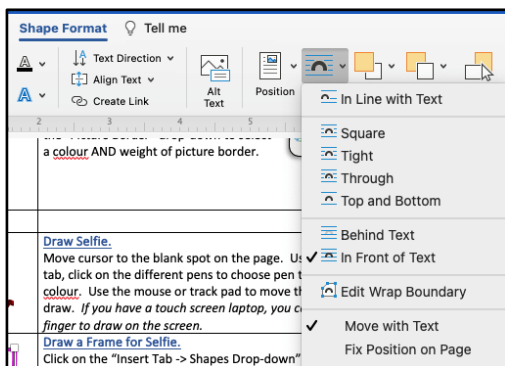 Shape Format Tell me
A Text Direction
Align Text
A Create Link
Alt Text
Position
2 3 4 5
In Line with Text
Square
Tight
Through
Top and Bottom
Behind Text
In Front of Text
Edit Wrap Boundary
Move with Text
Fix Position on Page
a colour AND weight of picture border.
Draw Selfie.
Move cursor to the blank spot on the page.
tab, click on the different pens to choose pen
colour. Use the mouse or track pad to move
draw. If you have a touch screen laptop, you
finger to draw on the screen.
Draw a Frame for Selfie.
Click on the “Insert Tab -> Shapes Drop-down”